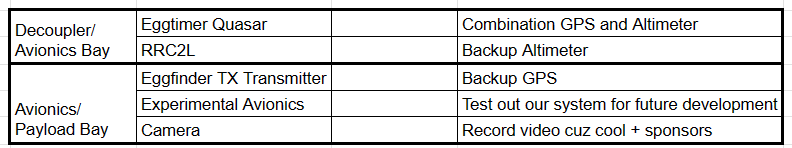 Decoupler/
Avionics Bay
Eggtimer Quasar
Combination GPS and Altimeter
RRC2L
Backup Altimeter
Avionics/
Payload Bay
Eggfinder TX Transmitter
Backup GPS
Experimental Avionics
Test out our system for future development
Camera
Record video cuz cool + sponsors